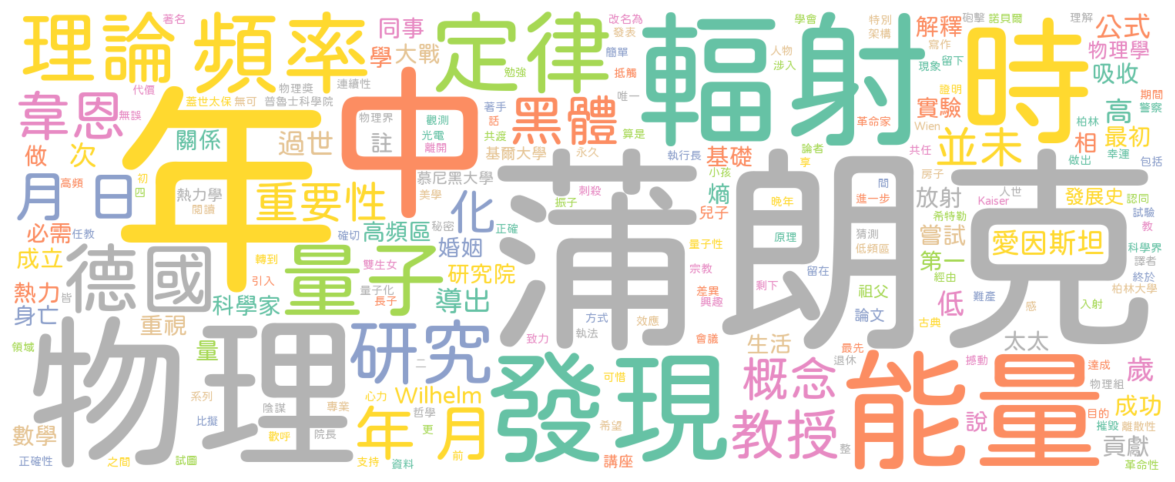 著名
改名為
發表
學會
砲擊
諾貝爾
理解
理論
頻率
定律
輻射
時
同事
簡單
人物
特別
架構
解釋
寫作
公式
學
大戰
勉強
抵觸
涉入
現象
留下
物理學
吸收
代價
物理獎
連續性
唯一
證明
期間
韋恩
無誤
蓋世太保
無可
普魯士科學院
年
中
黑體
著手
話
革命家
Wien
實驗
高
警察
柏林
關係
過世
物理界
註
觀測
光電
離開
共渡
算是
基爾大學
永久
執行長
基礎
論者
享
共任
並未
相
最初
做出
幸運
做
次
高頻
初
四
熱力學
閱讀
重要性
慕尼黑大學
美學
刺殺
振子
小孩
熵
晚年
房子
間
進一步
放射
Kaiser
人世
包括
發展史
認同
月
日
必需
任教
確切
高頻區
秘密
化
正確
婚姻
兒子
量子性
原理
猜測
低頻區
希特勒
嘗試
愛因斯坦
試驗
教
科學界
譯者
成立
轉到
引入
雙生女
量子
研究院
蒲朗克
宗教
留在
第一
經由
終於
柏林大學
德國
熱力
皆
身亡
科學家
量子化
長子
導出
差異
興趣
剩下
祖父
論文
低
難產
感
入射
古典
重視
領域
量
物理
研究
方式
效應
致力
執法
會議
生活
退休
最先
太太
撼動
達成
物理組
歲
發現
可惜
概念
能量
系列
比擬
陰謀
專業
心力
二
哲學
Wilhelm
希望
教授
整
說
目的
摧毀
成功
離散性
數學
歡呼
院長
年月
更
前
貢獻
正確性
之間
試圖
支持
資料
講座
革命性